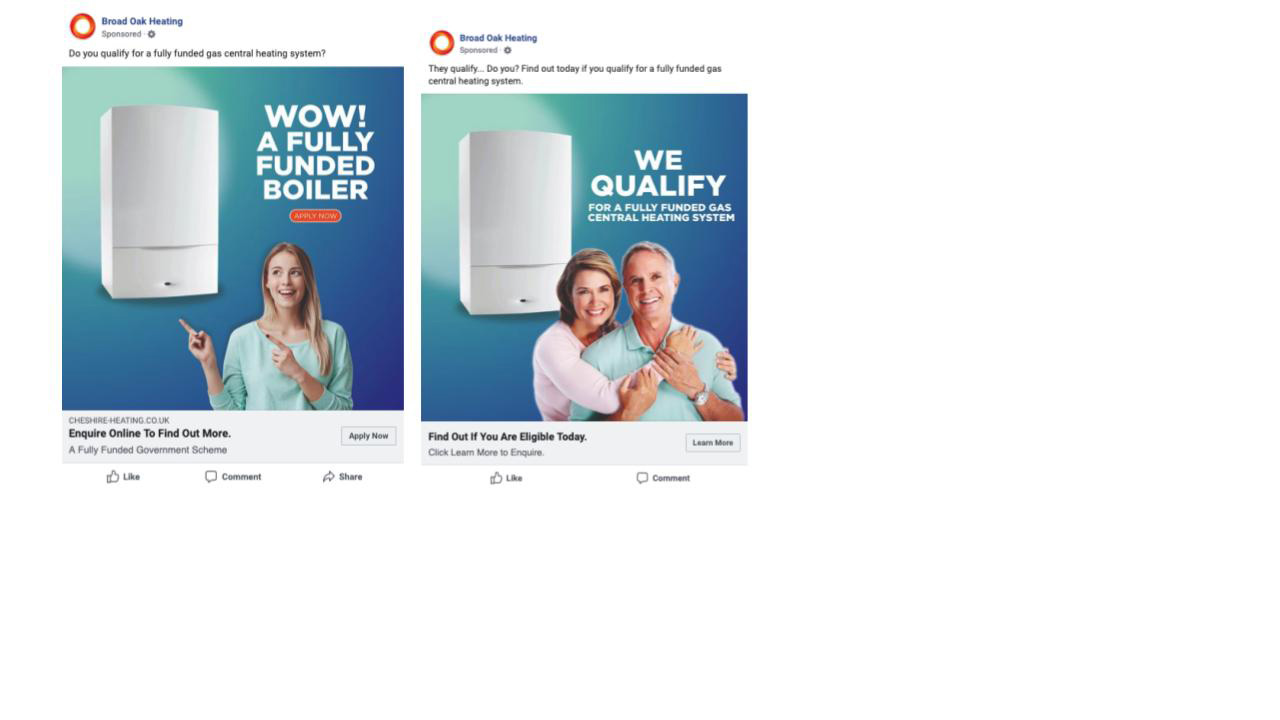 Broad Oak Heating
Sponsored ·
Do you qualify for a fully funded gas central heating system?
WOW!
A FULLY
FUNDED
BOILER
APPLY NOW
CHESHIRE-HEATING.CO.UK
Enquire Online To Find Out More.
A Fully Funded Government Scheme
Apply Now
Like
Comment
Share
Broad Oak Heating
Sponsored ·
They qualify... Do you? Find out today if you qualify for a fully funded gas
central heating system.
WE
QUALIFY
FOR A FULLY FUNDED GAS
CENTRAL HEATING SYSTEM
Find Out If You Are Eligible Today.
Click Learn More to Enquire.
Learn More
Like
Comment